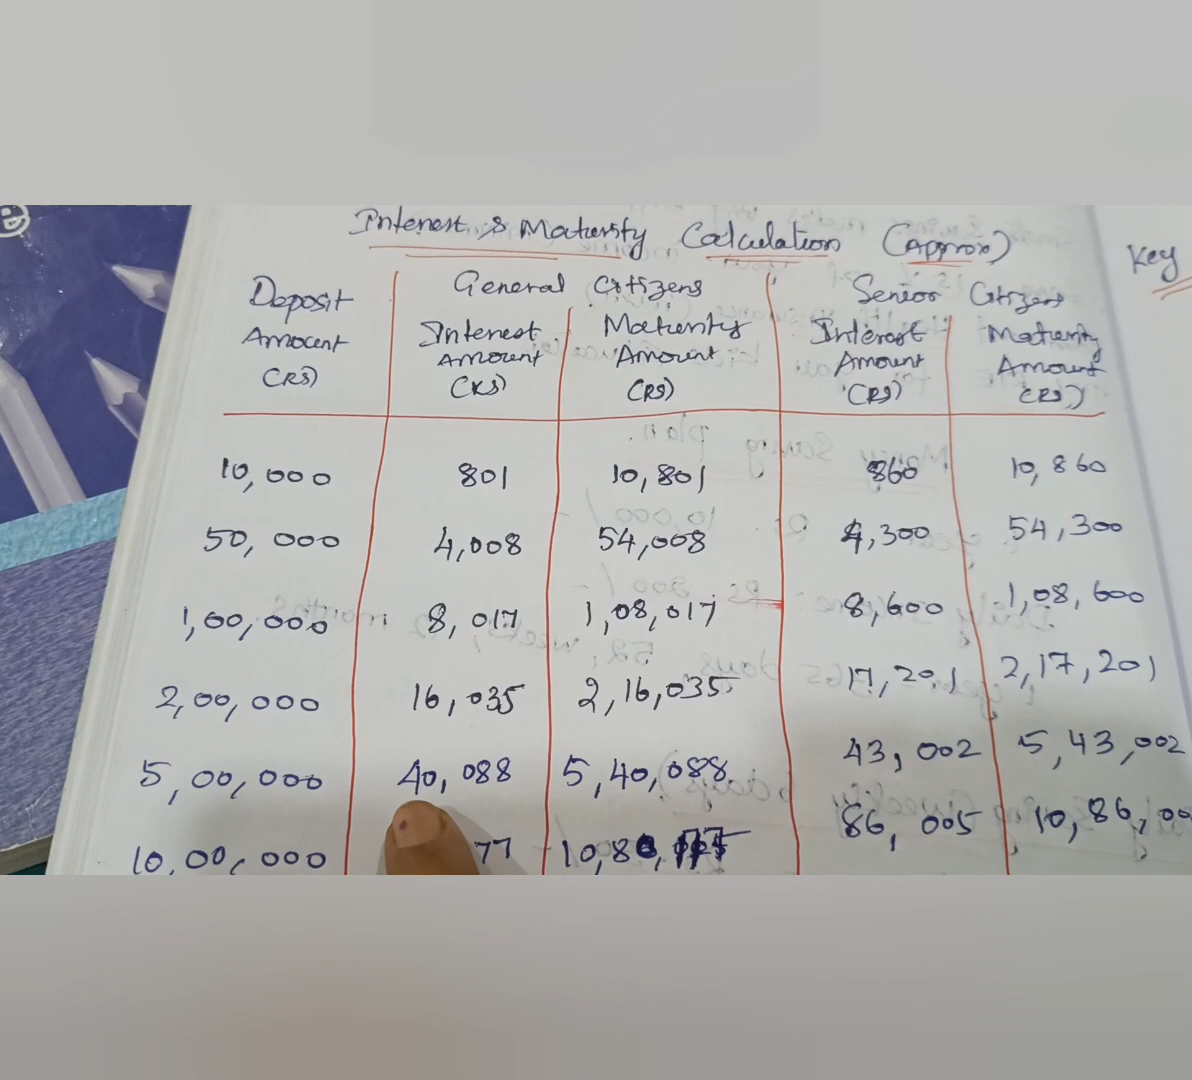 Interest & Maturity Calculation (Approx)
Key
Deposit Amount (RS)
General Citizens
Senior Citizens
Interest Amount (RS)
Maturity Amount (RS)
Interest Amount (RS)
Maturity Amount (RS)
10,000 801 10,801 860 10,860
50,000 4,008 54,008 4,300 54,300
1,00,000 8,017 1,08,017 8,600 1,08,600
2,00,000 16,035 2,16,035 17,201 2,17,201
5,00,000 40,088 5,40,088 43,002 5,43,002
10,00,000 77 86,005